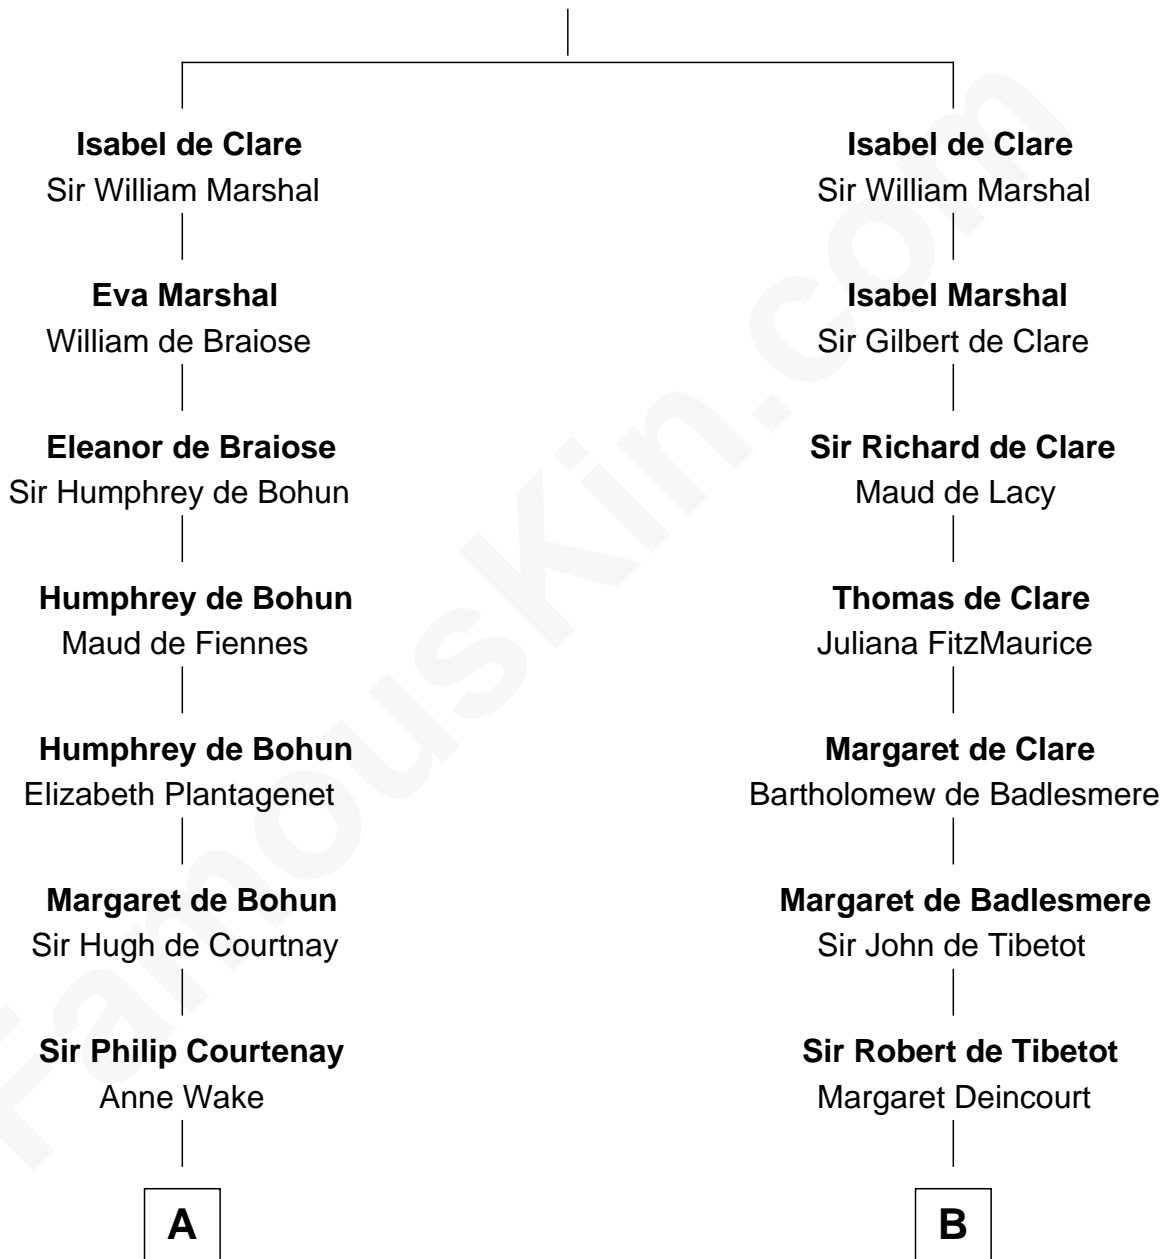 Isabel de Clare
Sir William Marshal
Eva Marshal
William de Braiose
Eleanor de Braiose
Sir Humphrey de Bohun
Humphrey de Bohun
Maud de Fiennes
Humphrey de Bohun
Elizabeth Plantagenet
Margaret de Bohun
Sir Hugh de Courtnay
Sir Philip Courtenay
Anne Wake
A
Isabel de Clare
Sir William Marshal
Isabel Marshal
Sir Gilbert de Clare
Sir Richard de Clare
Maud de Lacy
Thomas de Clare
Juliana FitzMaurice
Margaret de Clare
Bartholomew de Badlesmere
Margaret de Badlesmere
Sir John de Tibetot
Sir Robert de Tibetot
Margaret Deincourt
B
FamousKin.com